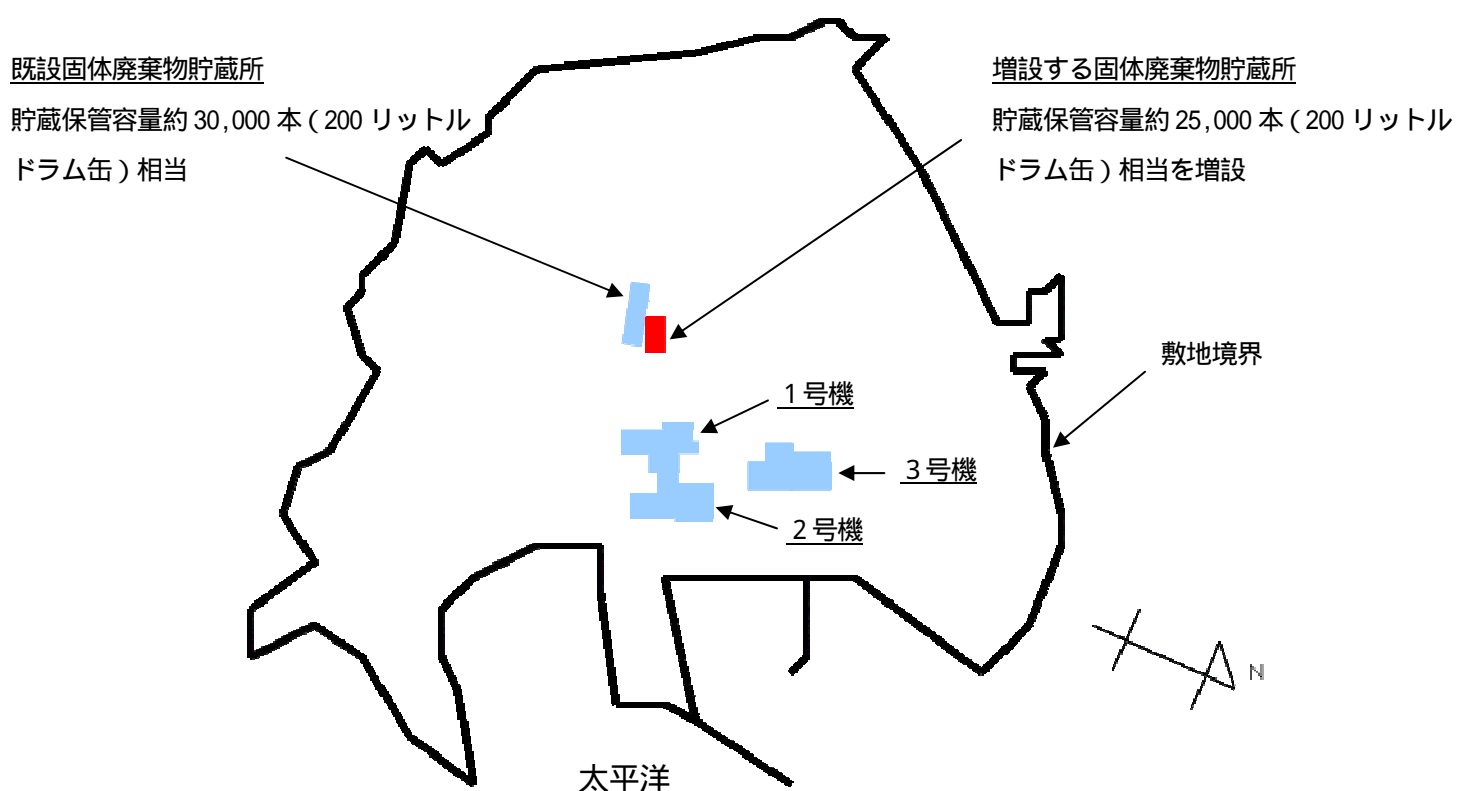 既設固体廃棄物貯蔵所
貯蔵保管容量約 30,000 本 ( 200 リットル
ドラム缶 ) 相当
増設する固体廃棄物貯蔵所
貯蔵保管容量約 25,000 本 ( 200 リットル
ドラム缶 ) 相当を増設
敷地境界
1 号機
3 号機
2 号機
N
太平洋